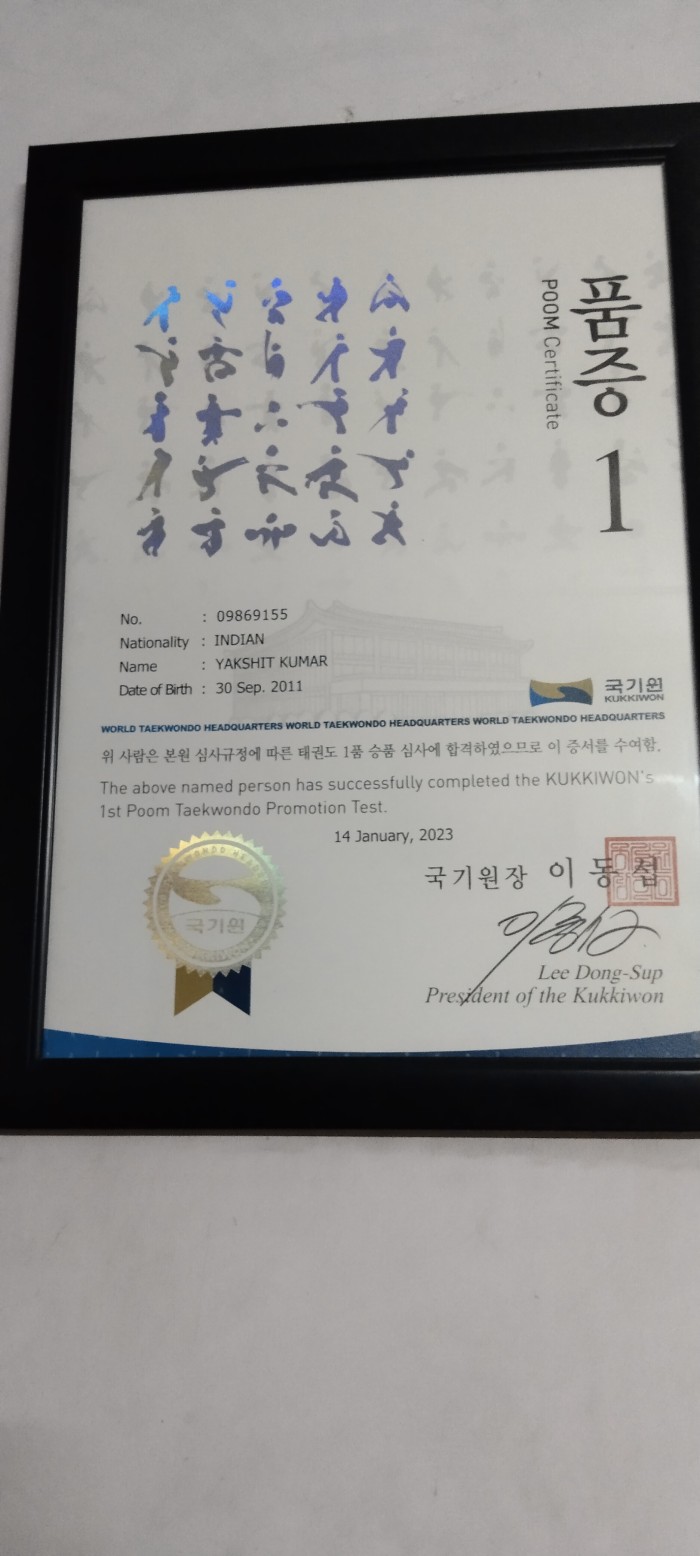 품증 1
POOM Certificate
No. : 09869155
Nationality : INDIAN
Name : YAKSHIT KUMAR
Date of Birth : 30 Sep. 2011
국기원
KUKKIWON
WORLD TAEKWONDO HEADQUARTERS WORLD TAEKWONDO HEADQUARTERS WORLD TAEKWONDO HEADQUARTERS
위 사람은 본원 심사규정에 따른 태권도 1품 승품 심사에 합격하였으므로 이 증서를 수여함.
The above named person has successfully completed the KUKKIWON's
1st Poom Taekwondo Promotion Test.
14 January, 2023
국기원장 이동섭
국기원
Lee Dong-Sup
President of the Kukkiwon